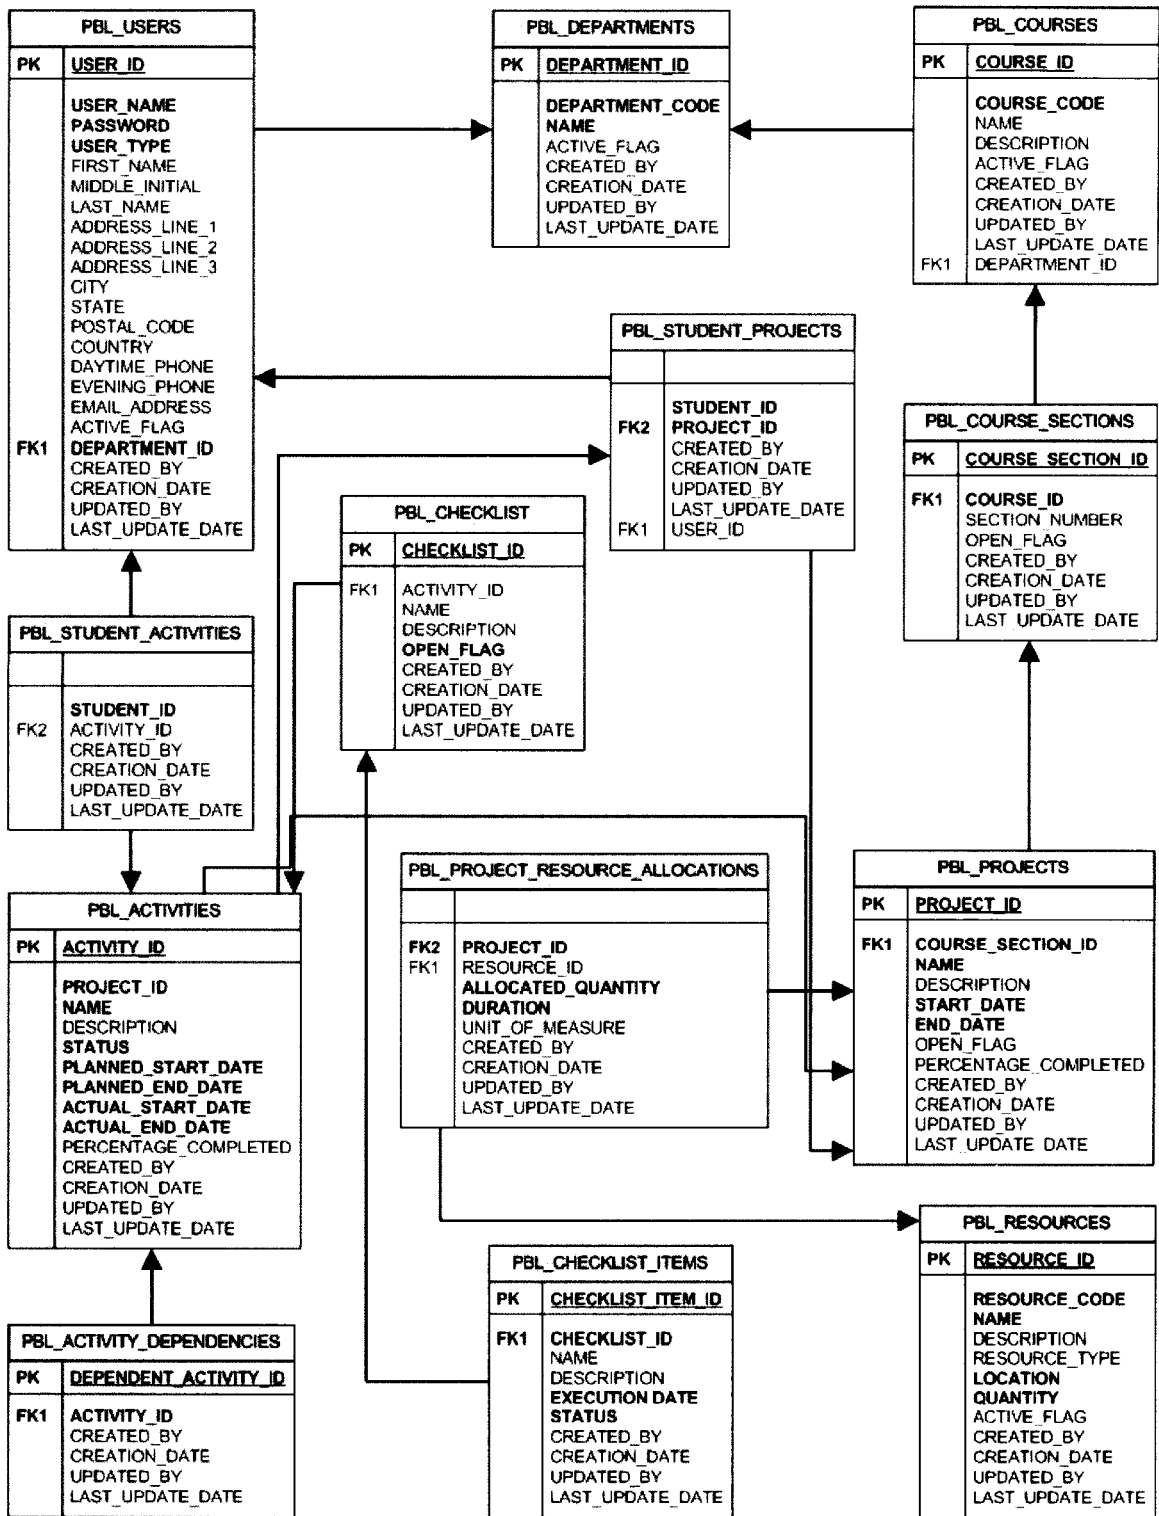 PBL_USERS
PK USER_ID
USER_NAME
PASSWORD
USER_TYPE
FIRST_NAME
MIDDLE_INITIAL
LAST_NAME
ADDRESS_LINE_1
ADDRESS_LINE_2
ADDRESS_LINE_3
CITY
STATE
POSTAL_CODE
COUNTRY
DAYTIME_PHONE
EVENING_PHONE
EMAIL_ADDRESS
ACTIVE_FLAG
FK1 DEPARTMENT_ID
CREATED_BY
CREATION_DATE
UPDATED_BY
LAST_UPDATE_DATE
PBL_DEPARTMENTS
PK DEPARTMENT_ID
DEPARTMENT_CODE
NAME
ACTIVE_FLAG
CREATED_BY
CREATION_DATE
UPDATED_BY
LAST_UPDATE_DATE
PBL_COURSES
PK COURSE_ID
COURSE_CODE
NAME
DESCRIPTION
ACTIVE_FLAG
CREATED_BY
CREATION_DATE
UPDATED_BY
LAST_UPDATE_DATE
FK1 DEPARTMENT_ID
PBL_STUDENT_PROJECTS
STUDENT_ID
FK2 PROJECT_ID
CREATED_BY
CREATION_DATE
UPDATED_BY
LAST_UPDATE_DATE
FK1 USER_ID
PBL_COURSE_SECTIONS
PK COURSE_SECTION_ID
FK1 COURSE_ID
SECTION_NUMBER
OPEN_FLAG
CREATED_BY
CREATION_DATE
UPDATED_BY
LAST_UPDATE_DATE
PBL_CHECKLIST
PK CHECKLIST_ID
FK1 ACTIVITY_ID
NAME
DESCRIPTION
OPEN_FLAG
CREATED_BY
CREATION_DATE
UPDATED_BY
LAST_UPDATE_DATE
PBL_STUDENT_ACTIVITIES
STUDENT_ID
FK2 ACTIVITY_ID
CREATED_BY
CREATION_DATE
UPDATED_BY
LAST_UPDATE_DATE
PBL_ACTIVITIES
PK ACTIVITY_ID
PROJECT_ID
NAME
DESCRIPTION
STATUS
PLANNED_START_DATE
PLANNED_END_DATE
ACTUAL_START_DATE
ACTUAL_END_DATE
PERCENTAGE_COMPLETED
CREATED_BY
CREATION_DATE
UPDATED_BY
LAST_UPDATE_DATE
PBL_PROJECT_RESOURCE_ALLOCATIONS
FK2 PROJECT_ID
FK1 RESOURCE_ID
ALLOCATED_QUANTITY
DURATION
UNIT_OF_MEASURE
CREATED_BY
CREATION_DATE
UPDATED_BY
LAST_UPDATE_DATE
PBL_PROJECTS
PK PROJECT_ID
FK1 COURSE_SECTION_ID
NAME
DESCRIPTION
START_DATE
END_DATE
OPEN_FLAG
PERCENTAGE_COMPLETED
CREATED_BY
CREATION_DATE
UPDATED_BY
LAST_UPDATE_DATE
PBL_ACTIVITY_DEPENDENCIES
PK DEPENDENT_ACTIVITY_ID
FK1 ACTIVITY_ID
CREATED_BY
CREATION_DATE
UPDATED_BY
LAST_UPDATE_DATE
PBL_CHECKLIST_ITEMS
PK CHECKLIST_ITEM_ID
FK1 CHECKLIST_ID
NAME
DESCRIPTION
EXECUTION DATE
STATUS
CREATED_BY
CREATION_DATE
UPDATED_BY
LAST_UPDATE_DATE
PBL_RESOURCES
PK RESOURCE_ID
RESOURCE_CODE
NAME
DESCRIPTION
RESOURCE_TYPE
LOCATION
QUANTITY
ACTIVE_FLAG
CREATED_BY
CREATION_DATE
UPDATED_BY
LAST_UPDATE_DATE